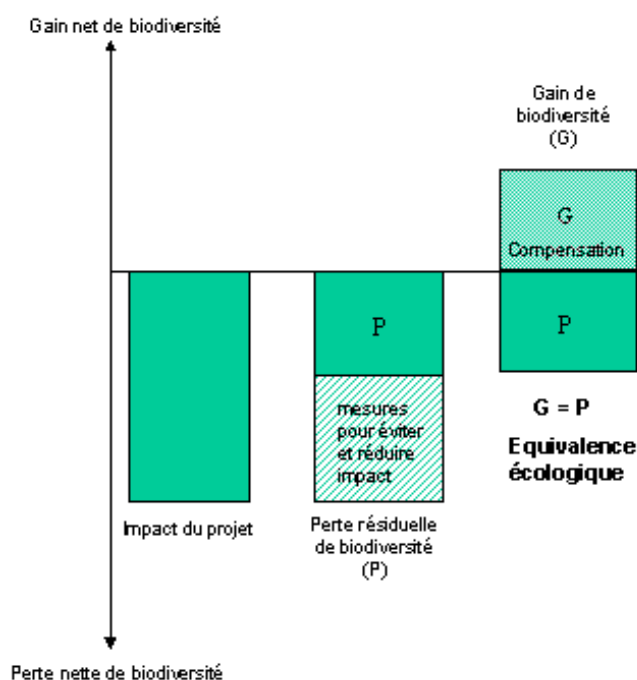 Gain net de biodiversité
Gain de
biodiversité
(G)
G
Compensation
P
P
mesures
pour éviter
et réduire
impact
G = P
Equivalence
écologique
Impact du projet
Perte résiduelle
de biodiversité
(P)
Perte nette de biodiversité